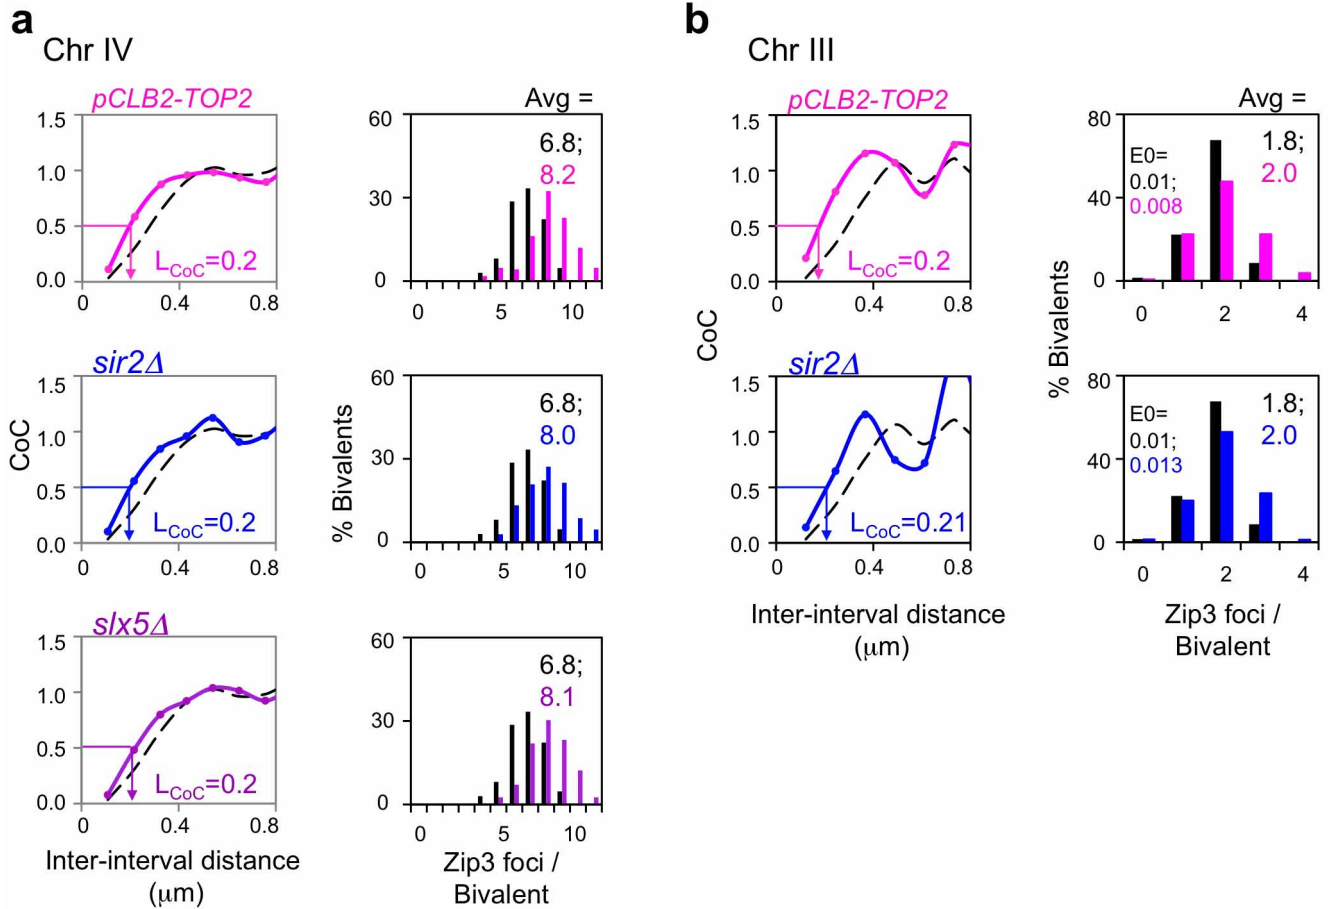 a
Chr IV
pCLB2-TOP2
1.5
1.0
0.5
0.0
0
0.4
0.8
L_CoC=0.2
Avg =
60
30
0
6.8;
8.2
0
5
10
sir2Δ
1.5
1.0
0.5
0.0
0
0.4
0.8
L_CoC=0.2
CoC
60
30
0
6.8;
8.0
0
5
10
% Bivalents
slx5Δ
1.5
1.0
0.5
0.0
0
0.4
0.8
L_CoC=0.2
Inter-interval distance
(μm)
60
30
0
6.8;
8.1
0
5
10
Zip3 foci /
Bivalent
b
Chr III
pCLB2-TOP2
1.5
1.0
0.5
0.0
0
0.4
0.8
L_CoC=0.2
CoC
Avg =
80
40
0
E0=
0.01;
0.008
1.8;
2.0
0
2
4
% Bivalents
sir2Δ
1.5
1.0
0.5
0.0
0
0.4
0.8
L_CoC=0.21
Inter-interval distance
(μm)
80
40
0
E0=
0.01;
0.013
1.8;
2.0
0
2
4
Zip3 foci /
Bivalent